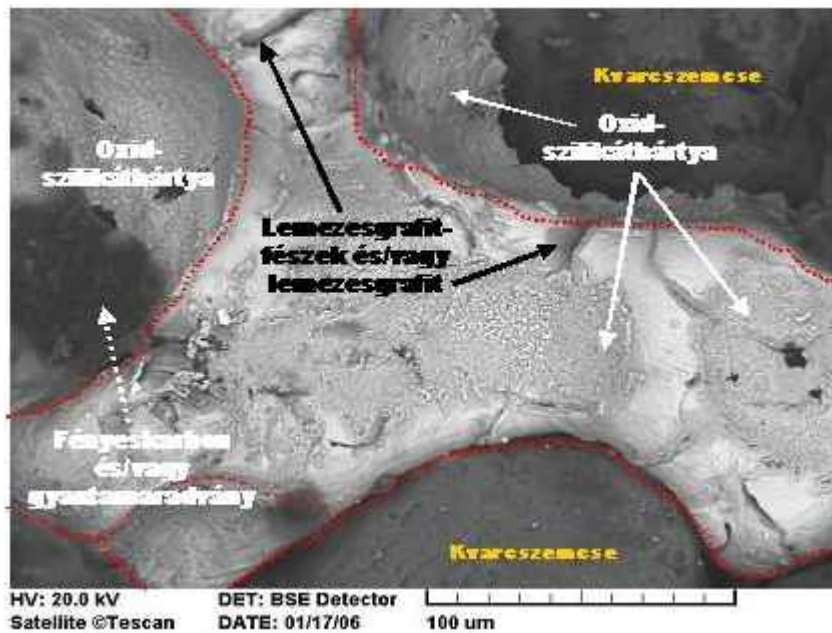 Kvarcszemcse
Oxid-
szilikáthártya
Oxid-
szilikáthártya
Lemezesgrafit-
fészek és/vagy
lemezesgrafit
Fényeskarbon
és/vagy
gyantamaradvány
Kvarcszemcse
HV: 20.0 kV DET: BSE Detector
Satellite ©Tescan DATE: 01/17/06 100 um